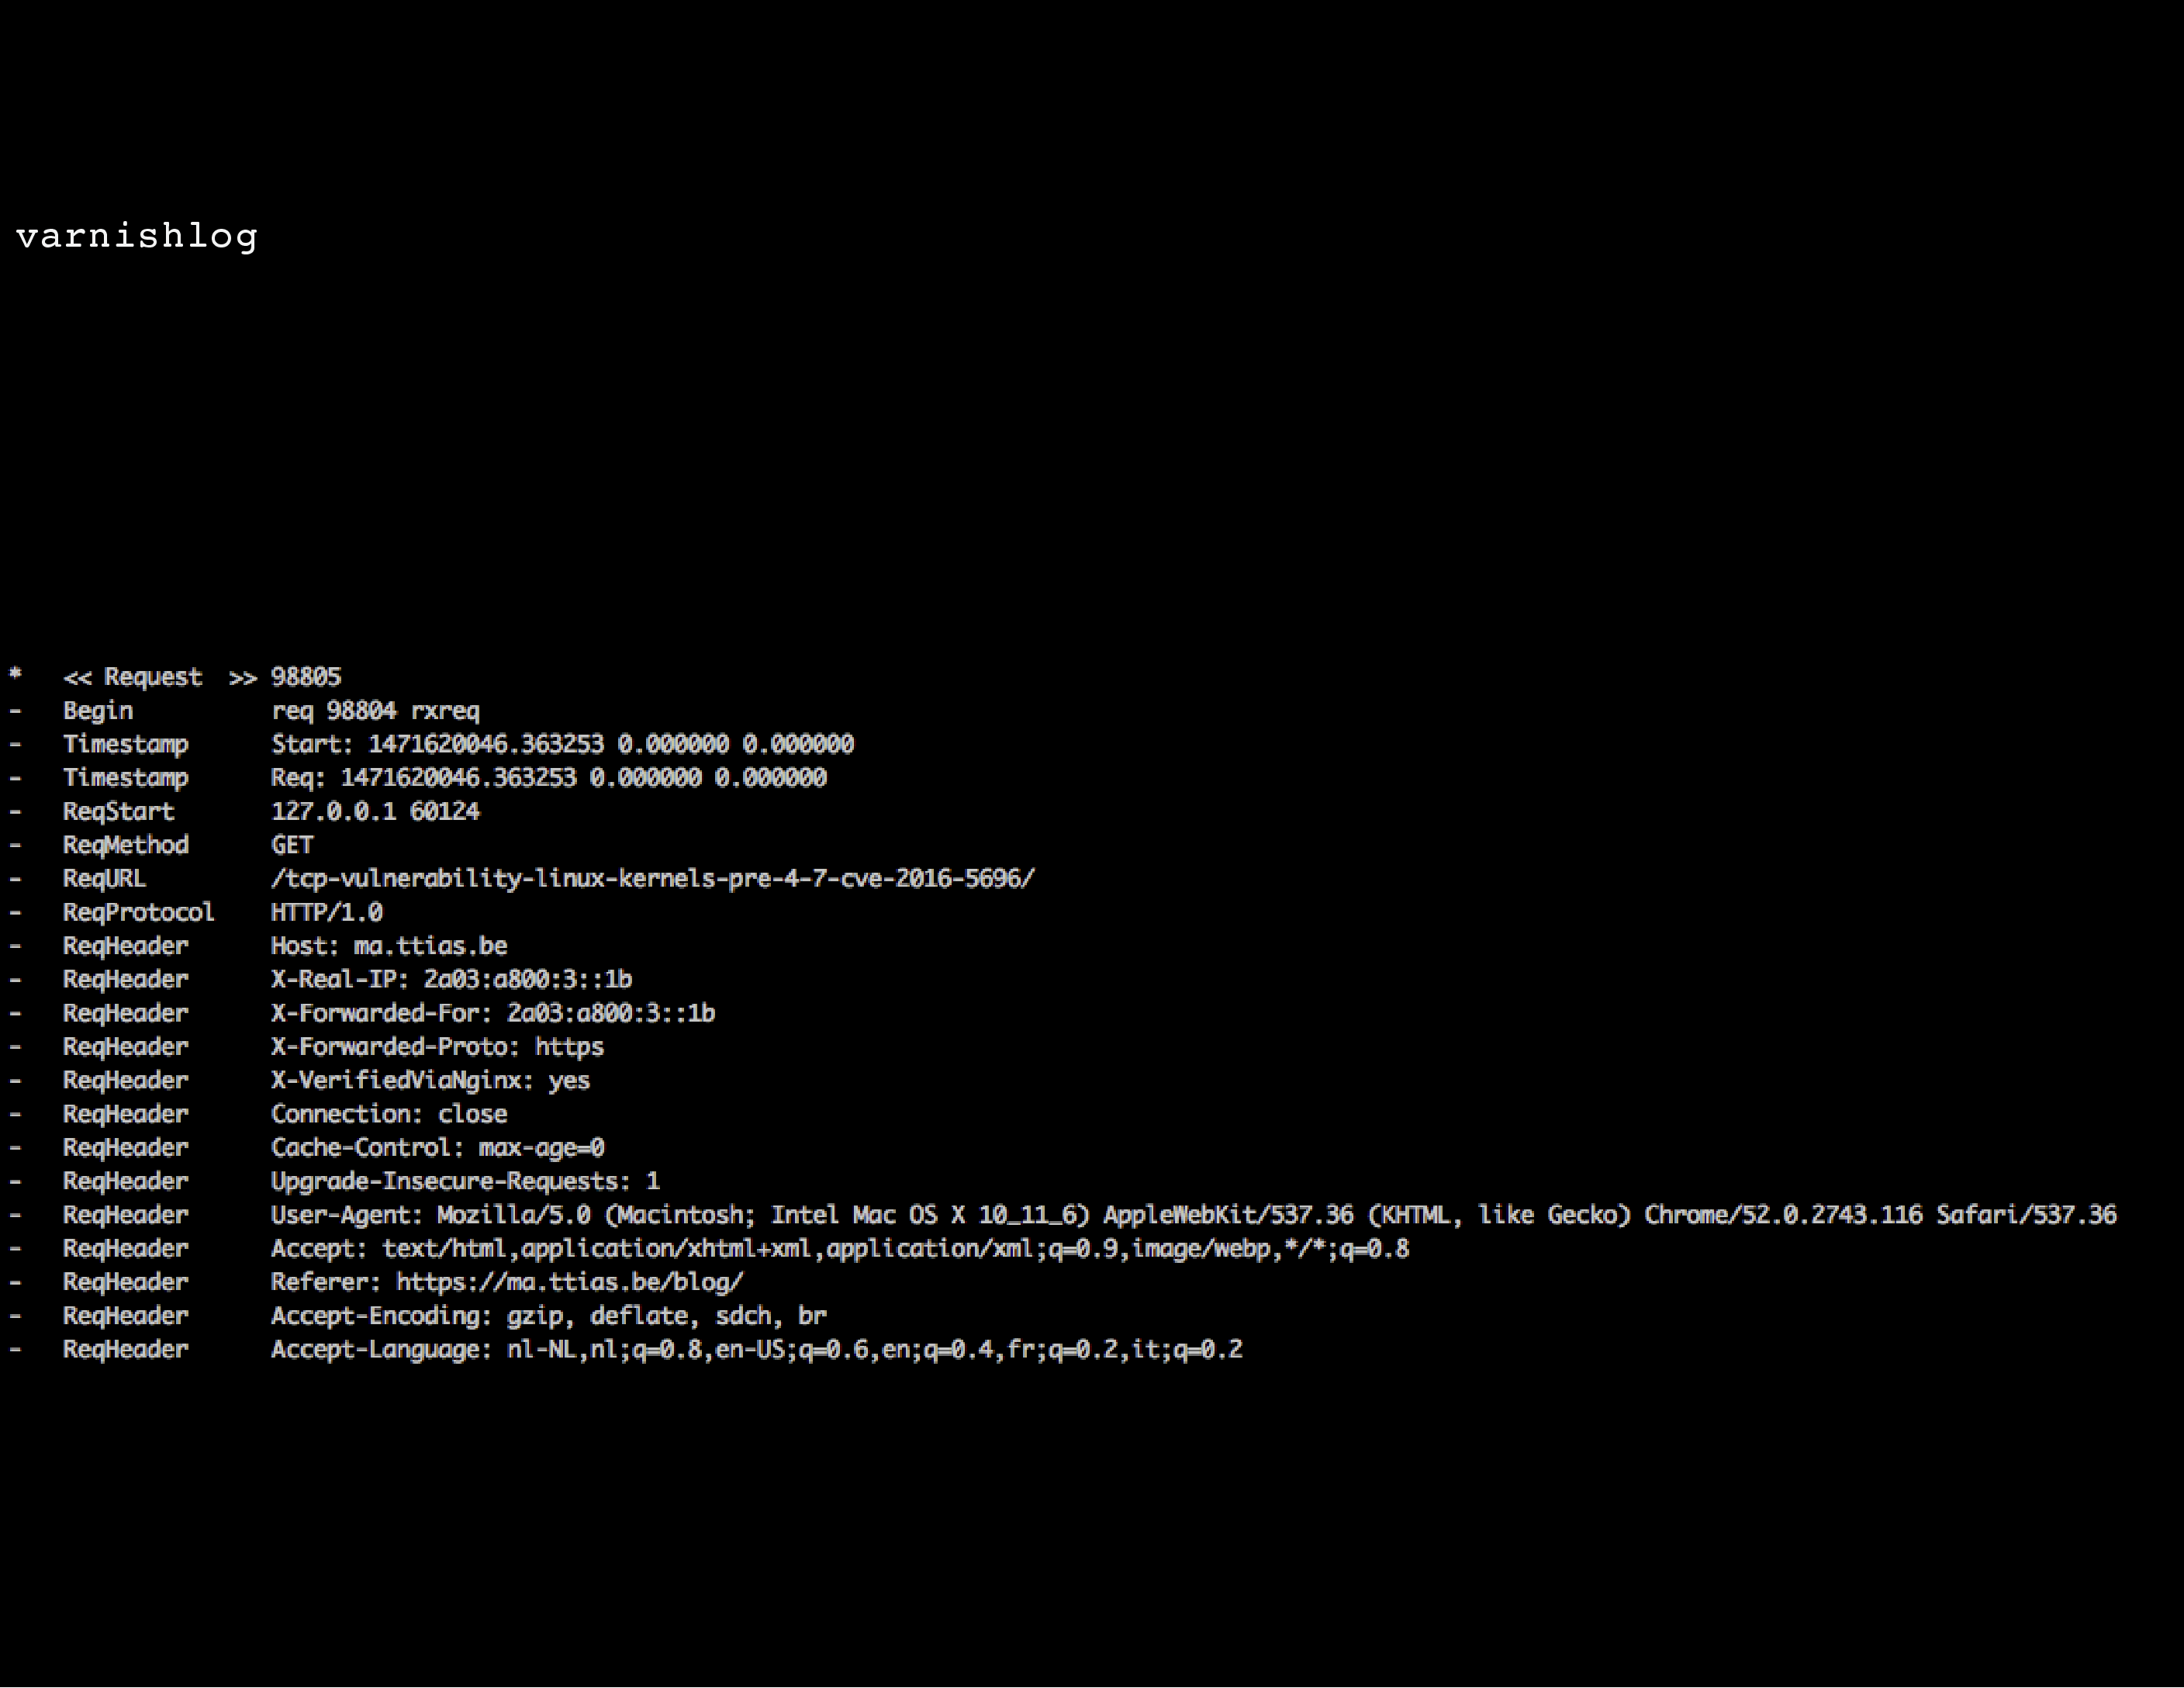 varnishlog
*   << Request  >> 98805
-   Begin          req 98804 rxreq
-   Timestamp      Start: 1471620046.363253 0.000000 0.000000
-   Timestamp      Req: 1471620046.363253 0.000000 0.000000
-   ReqStart       127.0.0.1 60124
-   ReqMethod      GET
-   ReqURL         /tcp-vulnerability-linux-kernels-pre-4-7-cve-2016-5696/
-   ReqProtocol    HTTP/1.0
-   ReqHeader      Host: ma.ttias.be
-   ReqHeader      X-Real-IP: 2a03:a800:3::1b
-   ReqHeader      X-Forwarded-For: 2a03:a800:3::1b
-   ReqHeader      X-Forwarded-Proto: https
-   ReqHeader      X-VerifiedViaNginx: yes
-   ReqHeader      Connection: close
-   ReqHeader      Cache-Control: max-age=0
-   ReqHeader      Upgrade-Insecure-Requests: 1
-   ReqHeader      User-Agent: Mozilla/5.0 (Macintosh; Intel Mac OS X 10_11_6) AppleWebKit/537.36 (KHTML, like Gecko) Chrome/52.0.2743.116 Safari/537.36
-   ReqHeader      Accept: text/html,application/xhtml+xml,application/xml;q=0.9,image/webp,*/*;q=0.8
-   ReqHeader      Referer: https://ma.ttias.be/blog/
-   ReqHeader      Accept-Encoding: gzip, deflate, sdch, br
-   ReqHeader      Accept-Language: nl-NL,nl;q=0.8,en-US;q=0.6,en;q=0.4,fr;q=0.2,it;q=0.2